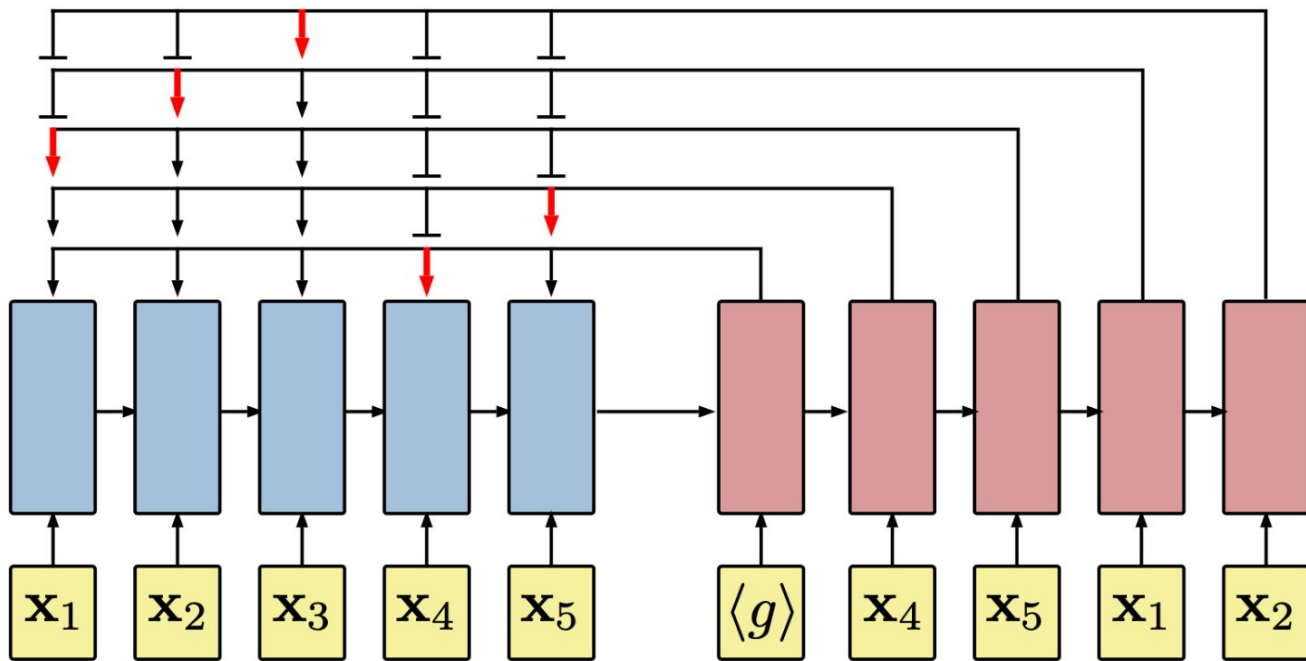 x₁ x₂ x₃ x₄ x₅ ⟨g⟩ x₄ x₅ x₁ x₂